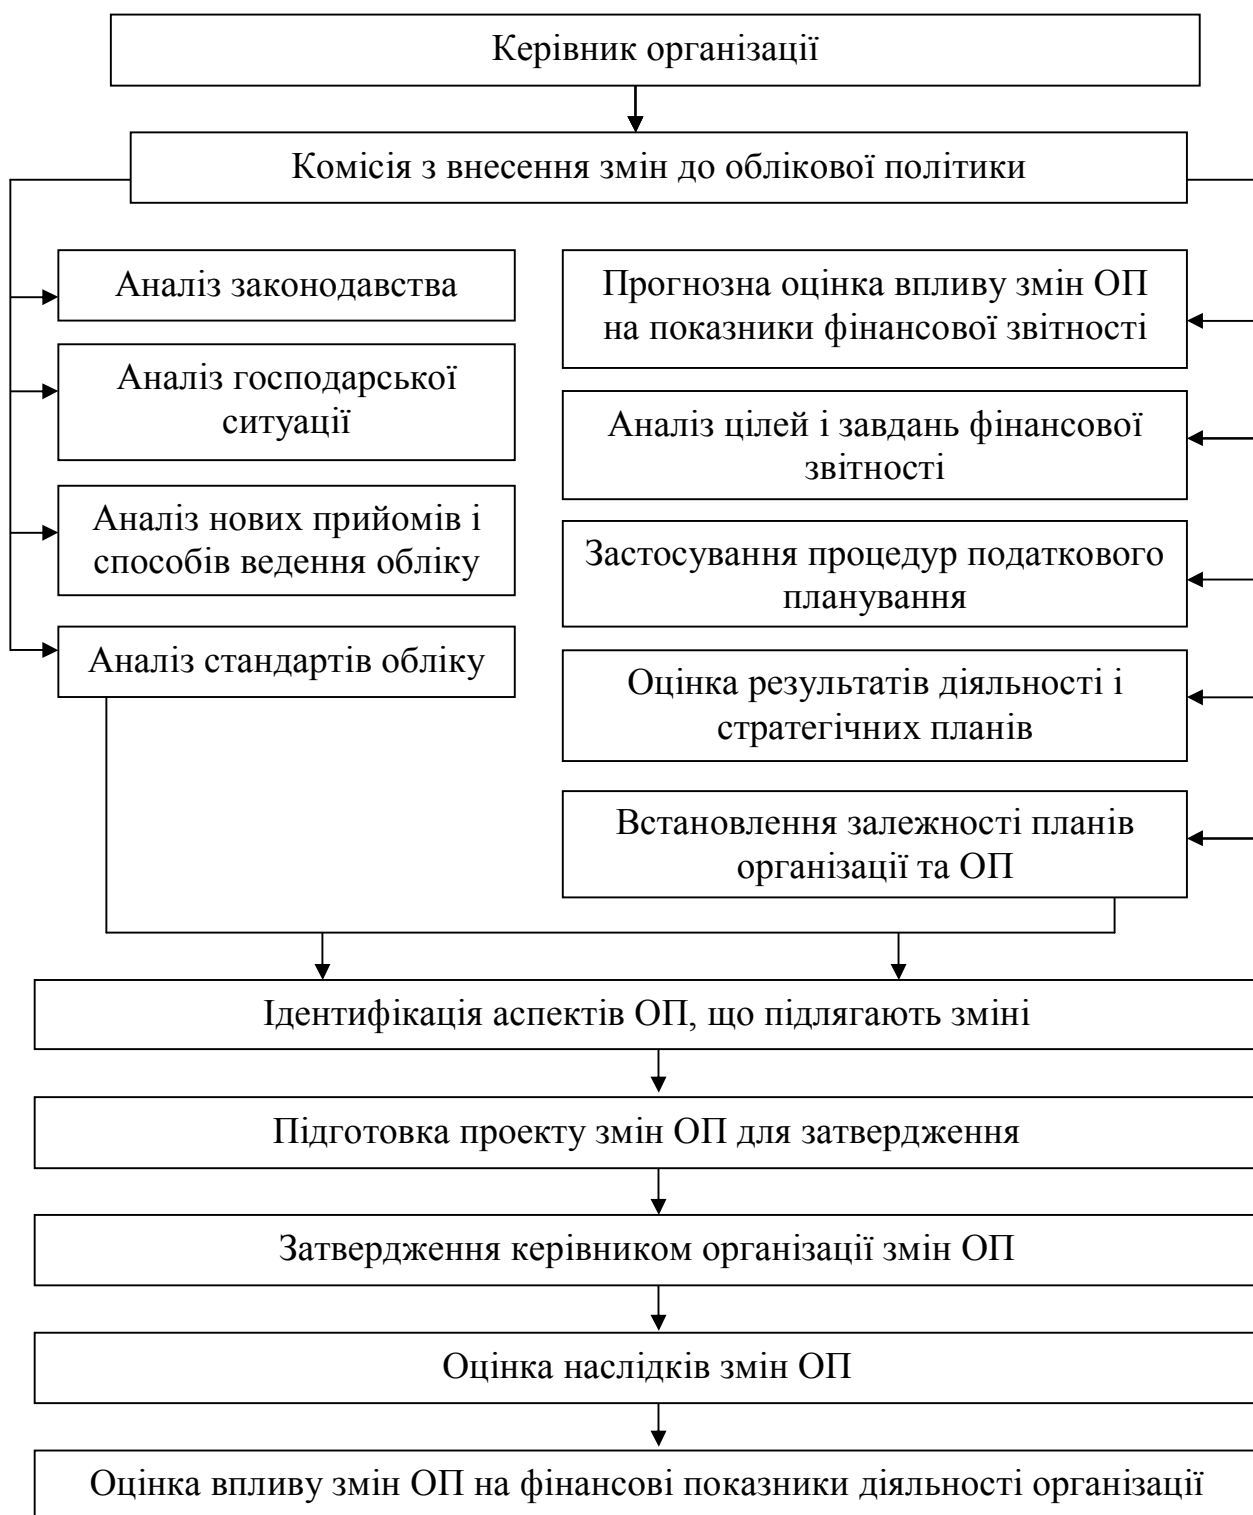 Керівник організації
Комісія з внесення змін до облікової політики
Аналіз законодавства
Аналіз господарської
ситуації
Аналіз нових прийомів і
способів ведення обліку
Аналіз стандартів обліку
Прогнозна оцінка впливу змін ОП
на показники фінансової звітності
Аналіз цілей і завдань фінансової
звітності
Застосування процедур податкового
планування
Оцінка результатів діяльності і
стратегічних планів
Встановлення залежності планів
організації та ОП
Ідентифікація аспектів ОП, що підлягають зміні
Підготовка проекту змін ОП для затвердження
Затвердження керівником організації змін ОП
Оцінка наслідків змін ОП
Оцінка впливу змін ОП на фінансові показники діяльності організації